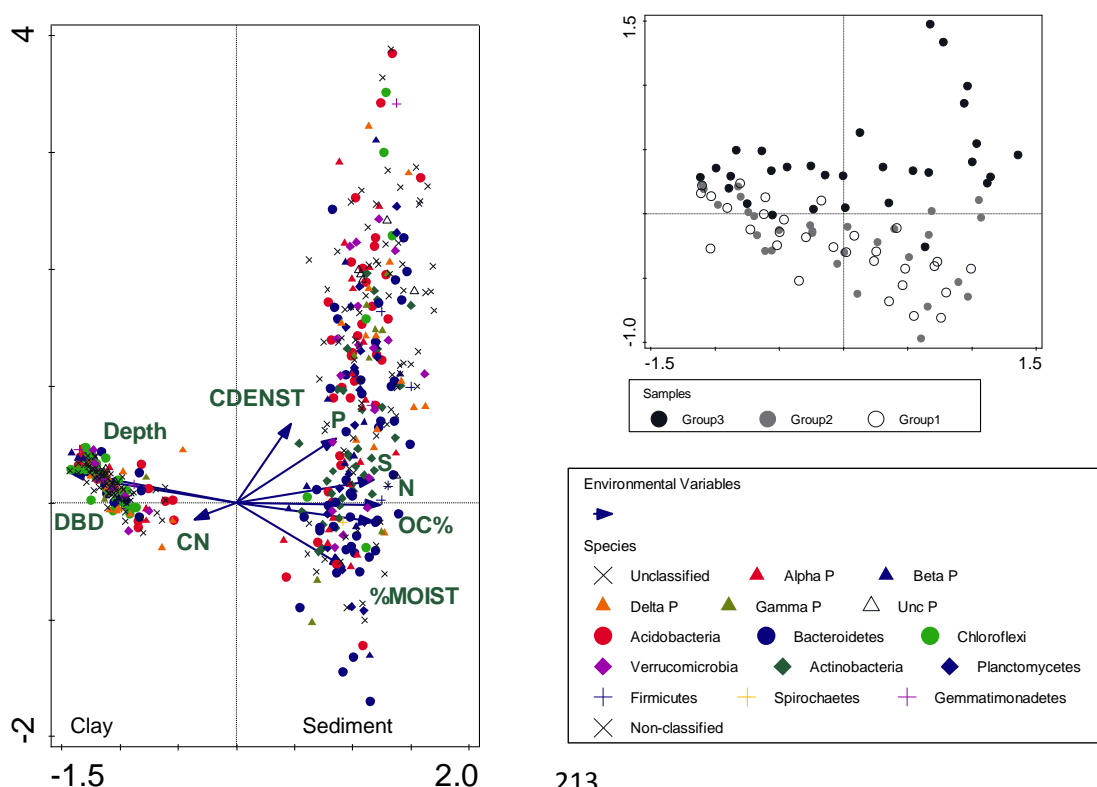 4
CDENST
P
Depth
S
N
DBD
OC%
CN
%MOIST
-2
Clay Sediment
-1.5 2.0
1.5
-1.0
-1.5 1.5
Samples
Group3 Group2 Group1
Environmental Variables
Species
Unclassified Alpha P Beta P
Delta P Gamma P Unc P
Acidobacteria Bacteroidetes Chloroflexi
Verrucomicrobia Actinobacteria Planctomycetes
Firmicutes Spirochaetes Gemmatimonadetes
Non-classified
213